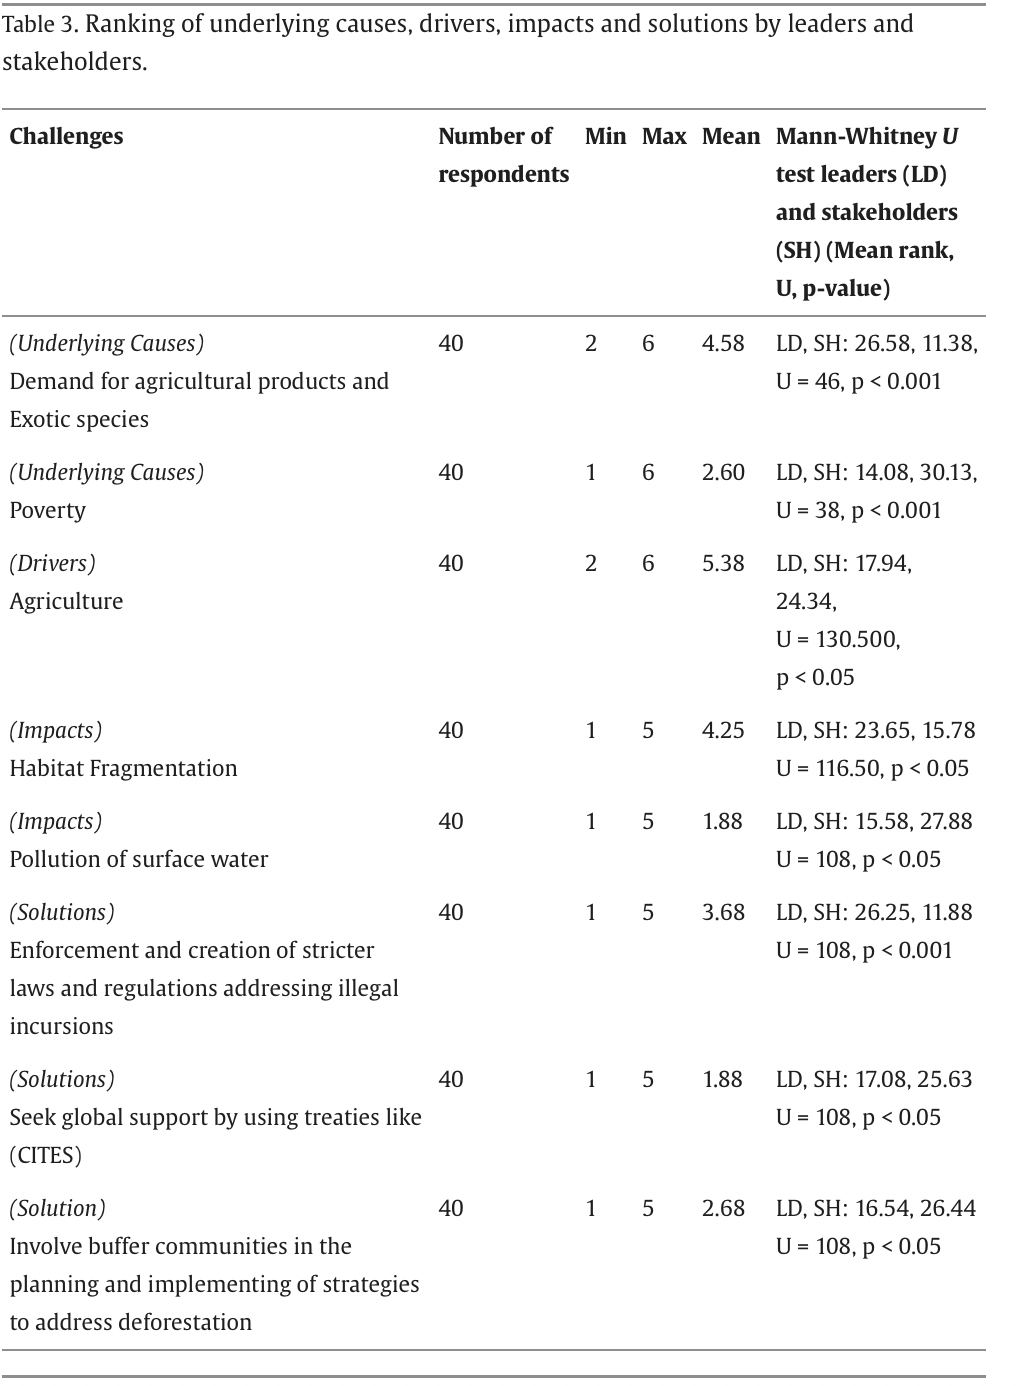 Table 3. Ranking of underlying causes, drivers, impacts and solutions by leaders and
stakeholders.
Challenges
Number of
respondents
Min
Max
Mean
Mann-Whitney U
test leaders (LD)
and stakeholders
(SH) (Mean rank,
U, p-value)
(Underlying Causes)
Demand for agricultural products and
Exotic species
40
2
6
4.58
LD, SH: 26.58, 11.38,
U = 46, p < 0.001
(Underlying Causes)
Poverty
40
1
6
2.60
LD, SH: 14.08, 30.13,
U = 38, p < 0.001
(Drivers)
Agriculture
40
2
6
5.38
LD, SH: 17.94,
24.34,
U = 130.500,
p < 0.05
(Impacts)
Habitat Fragmentation
40
1
5
4.25
LD, SH: 23.65, 15.78
U = 116.50, p < 0.05
(Impacts)
Pollution of surface water
40
1
5
1.88
LD, SH: 15.58, 27.88
U = 108, p < 0.05
(Solutions)
Enforcement and creation of stricter
laws and regulations addressing illegal
incursions
40
1
5
3.68
LD, SH: 26.25, 11.88
U = 108, p < 0.001
(Solutions)
Seek global support by using treaties like
(CITES)
40
1
5
1.88
LD, SH: 17.08, 25.63
U = 108, p < 0.05
(Solution)
Involve buffer communities in the
planning and implementing of strategies
to address deforestation
40
1
5
2.68
LD, SH: 16.54, 26.44
U = 108, p < 0.05